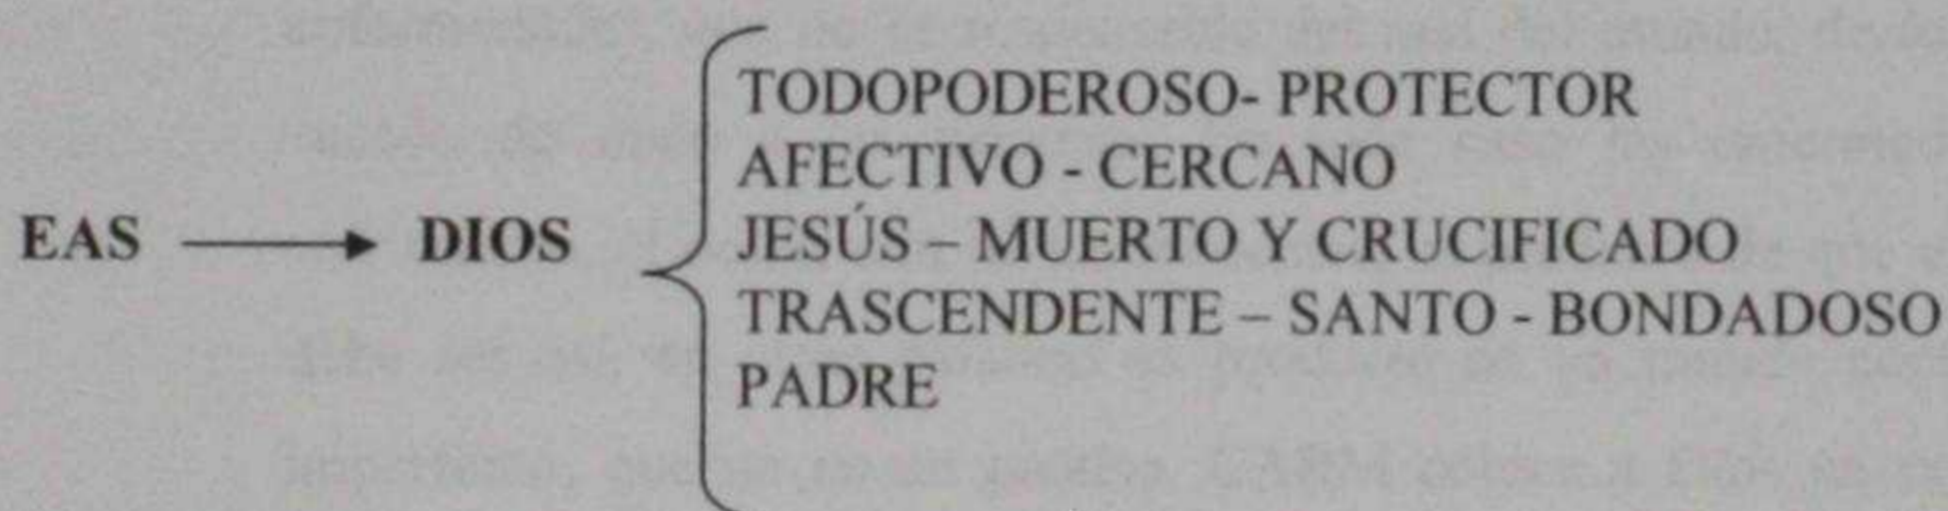 TODOPODEROSO- PROTECTOR
AFECTIVO - CERCANO
EAS DIOS JESÚS – MUERTO Y CRUCIFICADO
TRASCENDENTE – SANTO - BONDADOSO
PADRE